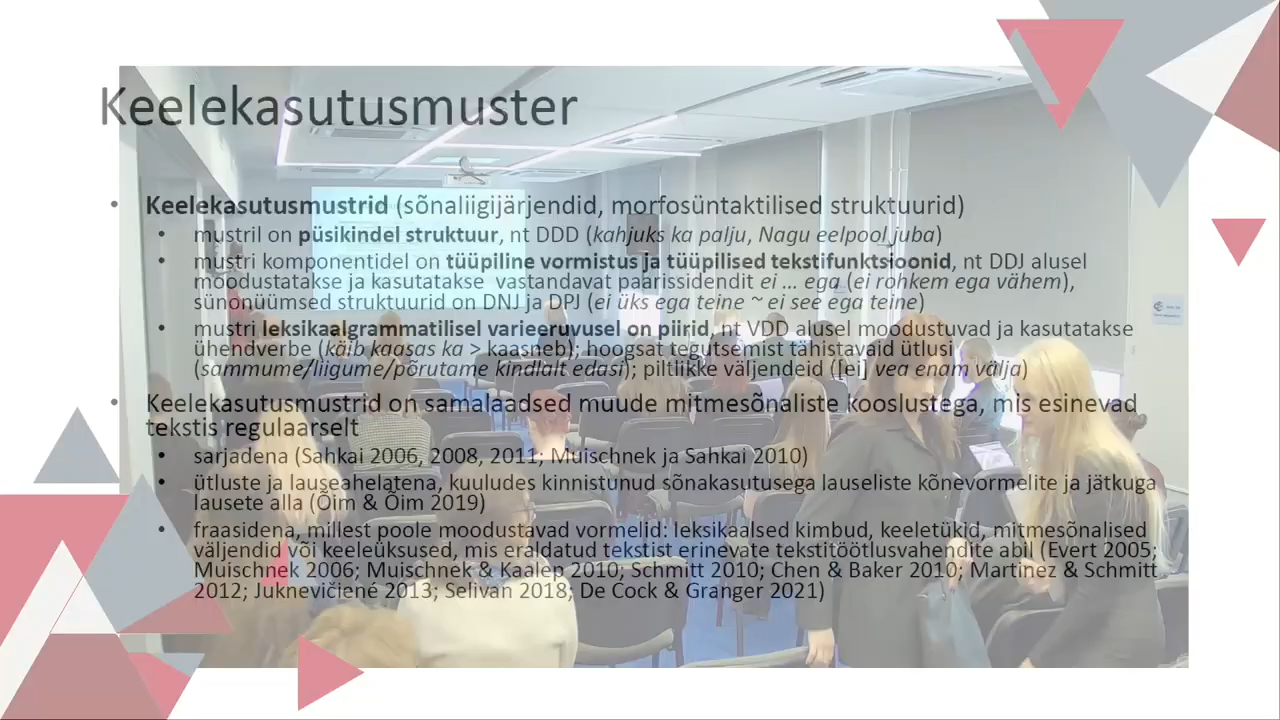 Keelekasutusmuster
• Keelekasutusmustrid (sõnaliigijärjendid, morfosüntaktilised struktuurid)
• mustril on püsikindel struktuur, nt DDD (kahjuks ka palju, Nagu eelpool juba)
• mustri komponentidel on tüüpiline vormistus ja tüüpilised tekstifunktsioonid, nt DDJ alusel
moodustatakse ja kasutatakse vastandavat paarissidendit ei … ega (ei rohkem ega vähem),
sünonüümsed struktuurid on DNJ ja DPJ (ei üks ega teine ~ ei see ega teine)
• mustri leksikaalgrammatilisel varieeruvusel on piirid, nt VDD alusel moodustuvad ja kasutatakse
ühendverbe (käib kaasas ka > kaasneb); hoogsat tegutsemist tähistavaid ütlusi
(sammume/liigume/põrutame kindlalt edasi); piltlikke väljendeid ([ei] vea enam välja)
• Keelekasutusmustrid on samalaadsed muude mitmesõnaliste kooslustega, mis esinevad
tekstis regulaarselt
• sarjadena (Sahkai 2006, 2008, 2011; Muischnek ja Sahkai 2010)
• ütluste ja lauseahelatena, kuuludes kinnistunud sõnakasutusega lauseliste kõnevormelite ja jätkuga
lausete alla (Õim & Õim 2019)
• fraasidena, millest poole moodustavad vormelid: leksikaalsed kimbud, keeletükid, mitmesõnalised
väljendid või keeleüksused, mis eraldatud tekstist erinevate tekstitöötlusvahendite abil (Evert 2005;
Muischnek 2006; Muischnek & Kaalep 2010; Schmitt 2010; Chen & Baker 2010; Martinez & Schmitt
2012; Juknevičienė 2013; Selivan 2018; De Cock & Granger 2021)